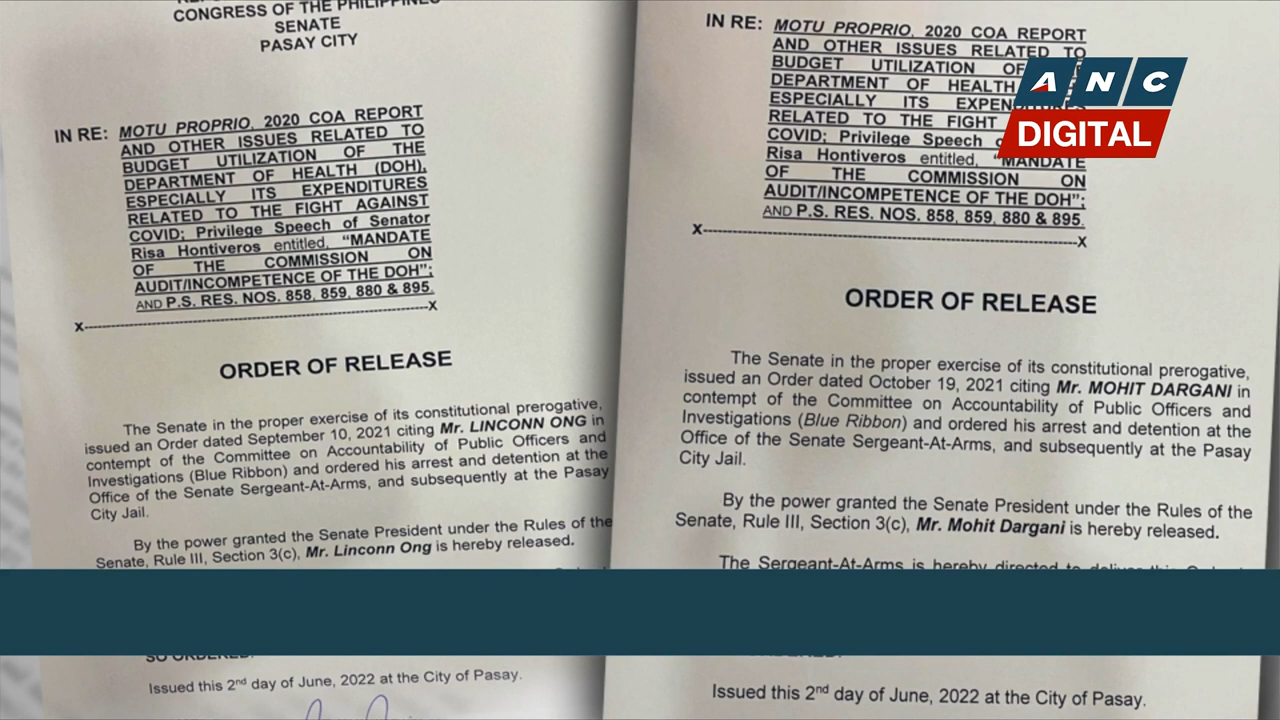 CONGRESS OF THE PHILIPPINES
SENATE
PASAY CITY
IN RE: MOTU PROPRIO, 2020 COA REPORT
AND OTHER ISSUES RELATED TO
BUDGET UTILIZATION OF THE
DEPARTMENT OF HEALTH (DOH),
ESPECIALLY ITS EXPENDITURES
RELATED TO THE FIGHT AGAINST
COVID; Privilege Speech of Senator
Risa Hontiveros entitled, “MANDATE
OF THE COMMISSION ON
AUDIT/INCOMPETENCE OF THE DOH”;
AND P.S. RES. NOS. 858, 859, 880 & 895.
x--------------------------------------------------x
ORDER OF RELEASE
The Senate in the proper exercise of its constitutional prerogative,
issued an Order dated September 10, 2021 citing Mr. LINCONN ONG in
contempt of the Committee on Accountability of Public Officers and
Investigations (Blue Ribbon) and ordered his arrest and detention at the
Office of the Senate Sergeant-At-Arms, and subsequently at the Pasay
City Jail.
By the power granted the Senate President under the Rules of the
Senate, Rule III, Section 3(c), Mr. Linconn Ong is hereby released.
SO ORDERED.
Issued this 2nd day of June, 2022 at the City of Pasay.
IN RE: MOTU PROPRIO, 2020 COA REPORT
AND OTHER ISSUES RELATED TO
BUDGET UTILIZATION OF
DEPARTMENT OF HEALTH
ESPECIALLY ITS EXPENDITURES
RELATED TO THE FIGHT
COVID; Privilege Speech
Risa Hontiveros entitled, “MANDATE
OF THE COMMISSION ON
AUDIT/INCOMPETENCE OF THE DOH”;
AND P.S. RES. NOS. 858, 859, 880 & 895.
x--------------------------------------------------x
ORDER OF RELEASE
The Senate in the proper exercise of its constitutional prerogative,
issued an Order dated October 19, 2021 citing Mr. MOHIT DARGANI in
contempt of the Committee on Accountability of Public Officers and
Investigations (Blue Ribbon) and ordered his arrest and detention at the
Office of the Senate Sergeant-At-Arms, and subsequently at the Pasay
City Jail.
By the power granted the Senate President under the Rules of the
Senate, Rule III, Section 3(c), Mr. Mohit Dargani is hereby released.
The Sergeant-At-Arms is hereby directed to deliver this
Issued this 2nd day of June, 2022 at the City of Pasay.
ANC
DIGITAL